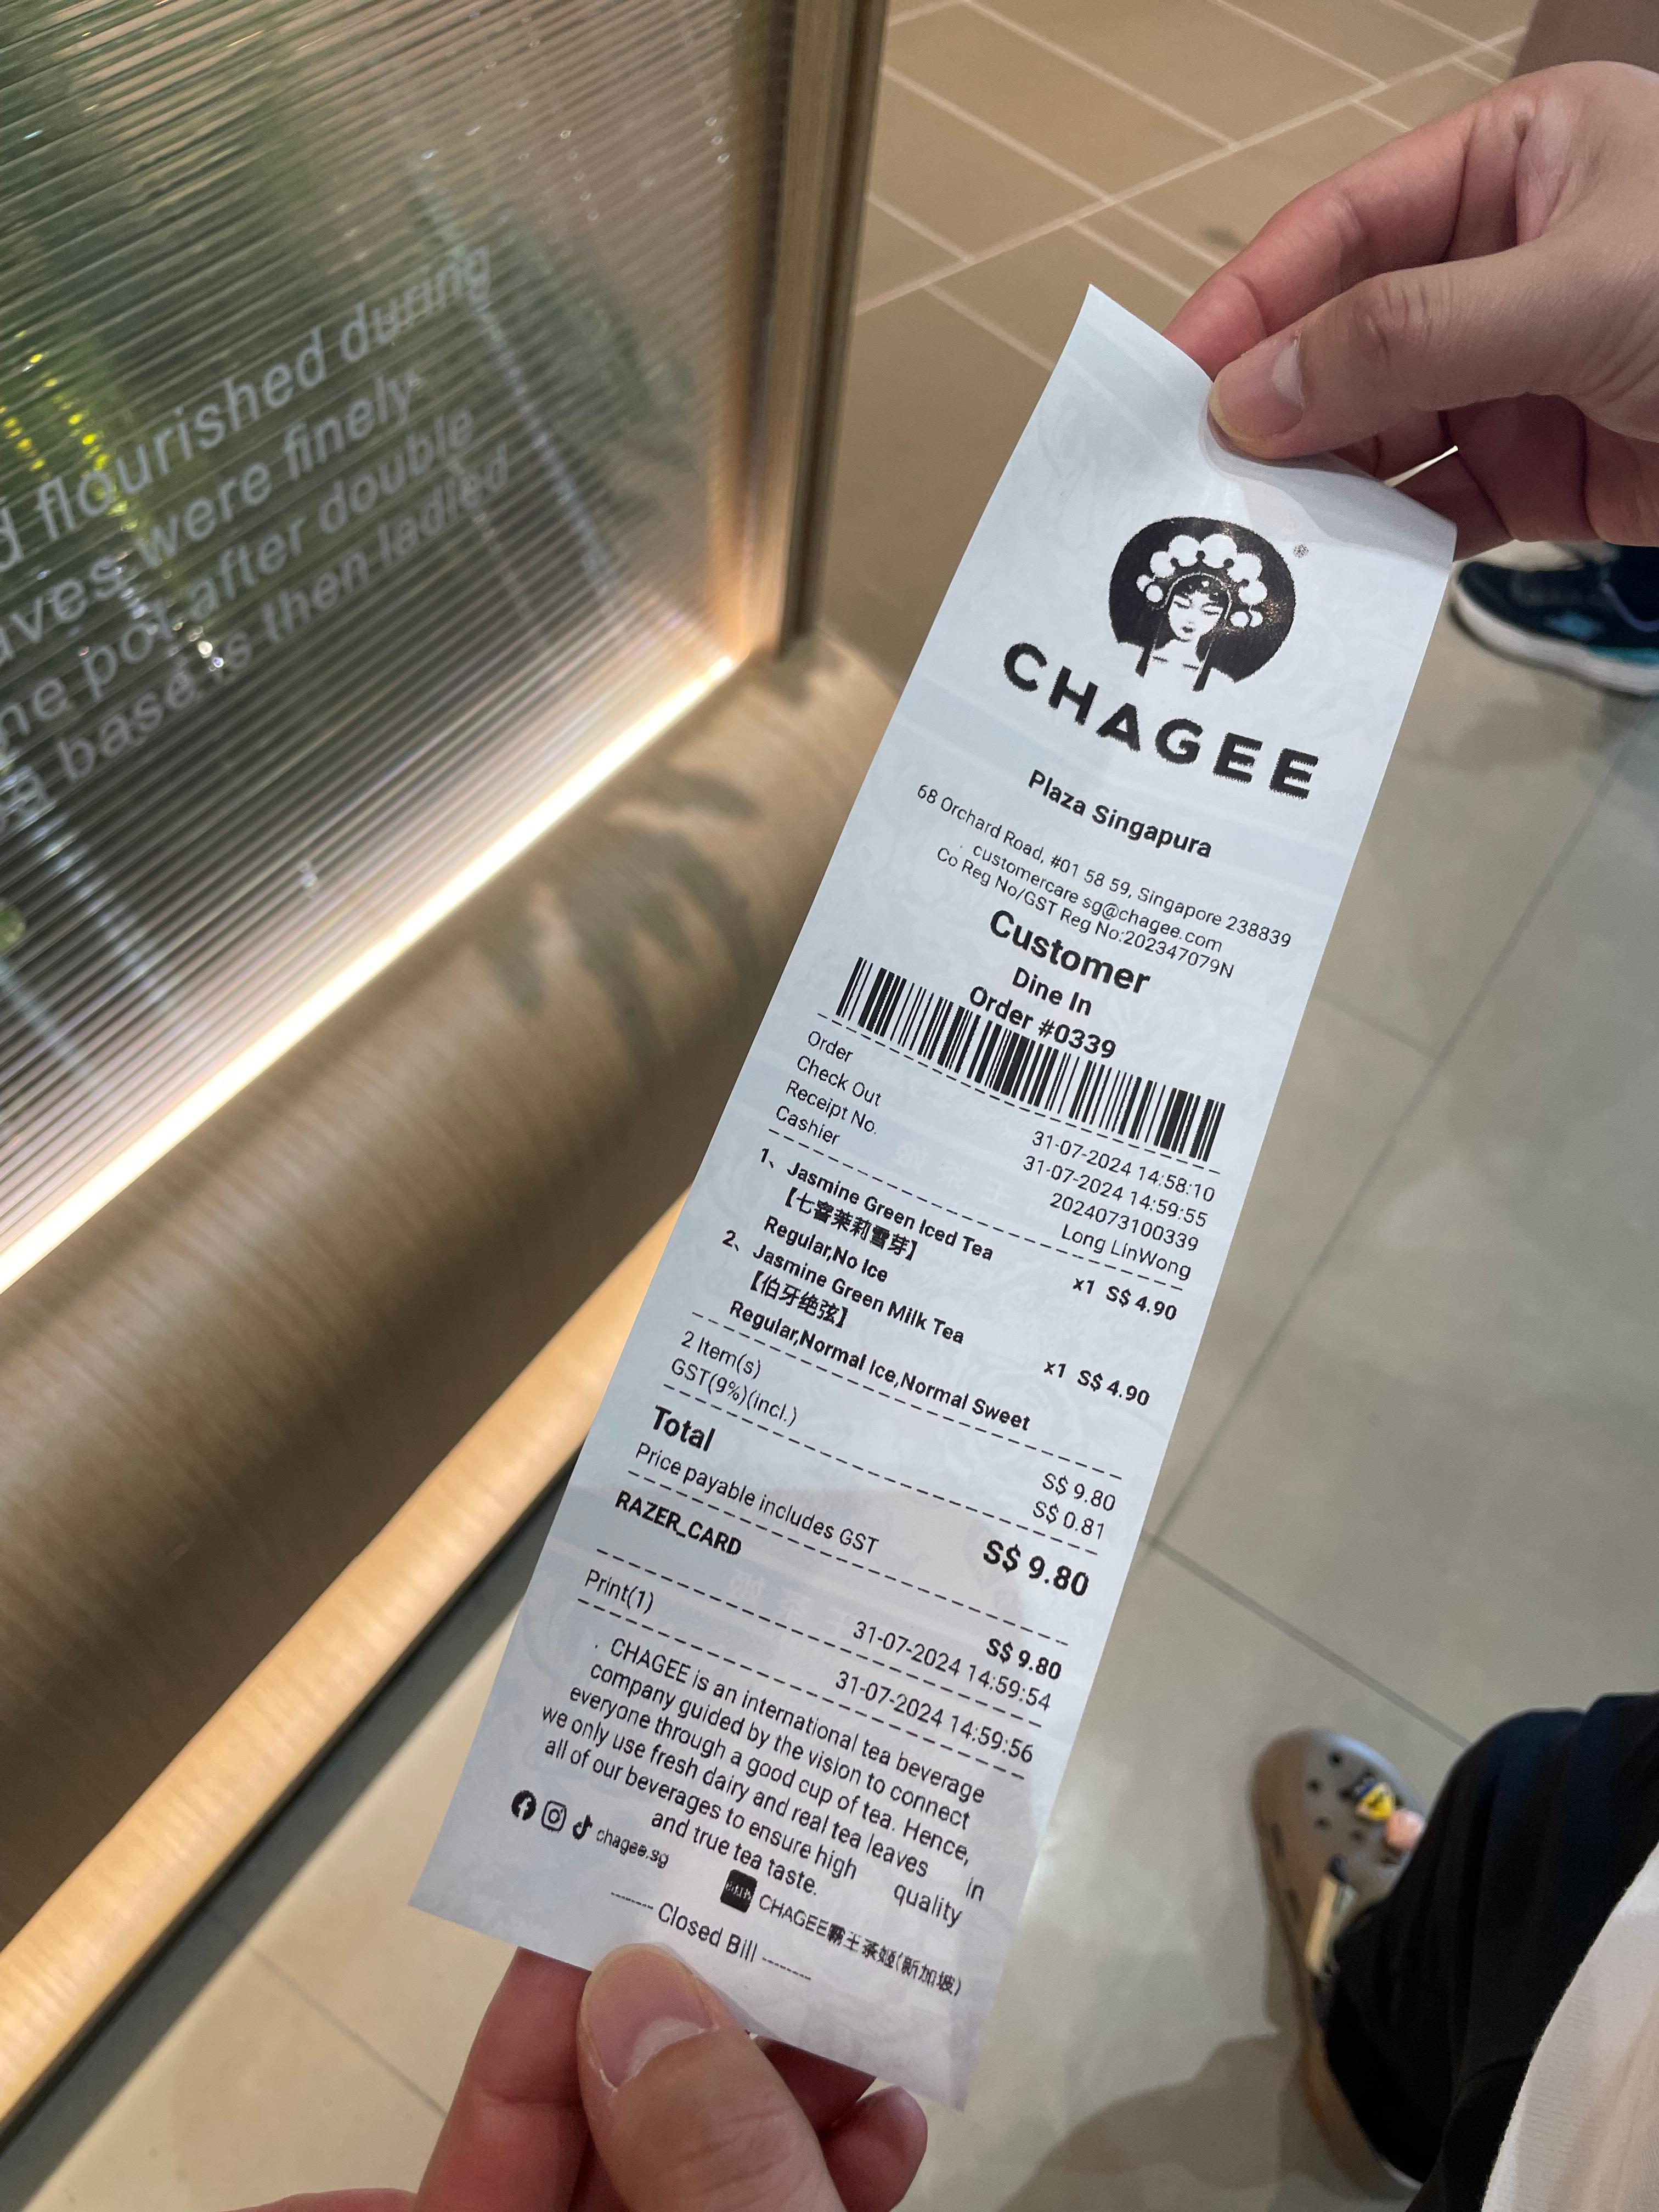 d flourished during
aves were finely
he pot after double
base is then ladled
CHAGEE
Plaza Singapura
68 Orchard Road, #01 58 59, Singapore 238839
customercare sg@chagee.com
Co Reg No/GST Reg No:202347079N
Customer
Dine In
Order #0339
Order 31-07-2024 14:58:10
Check Out 31-07-2024 14:59:55
Receipt No. 2024073100339
Cashier Long LinWong
1、Jasmine Green Iced Tea x1 S$ 4.90
【七窨茉莉雪芽】
Regular,No Ice
2、Jasmine Green Milk Tea x1 S$ 4.90
【伯牙绝弦】
Regular,Normal Ice,Normal Sweet
2 Item(s) S$ 9.80
GST(9%)(incl.) S$ 0.81
Total S$ 9.80
Price payable includes GST
RAZER_CARD S$ 9.80
31-07-2024 14:59:54
Print(1) 31-07-2024 14:59:56
CHAGEE is an international tea beverage
company guided by the vision to connect
everyone through a good cup of tea. Hence,
we only use fresh dairy and real tea leaves in
all of our beverages to ensure high quality
and true tea taste.
chagee.sg CHAGEE霸王茶姬(新加坡)
------- Closed Bill -------